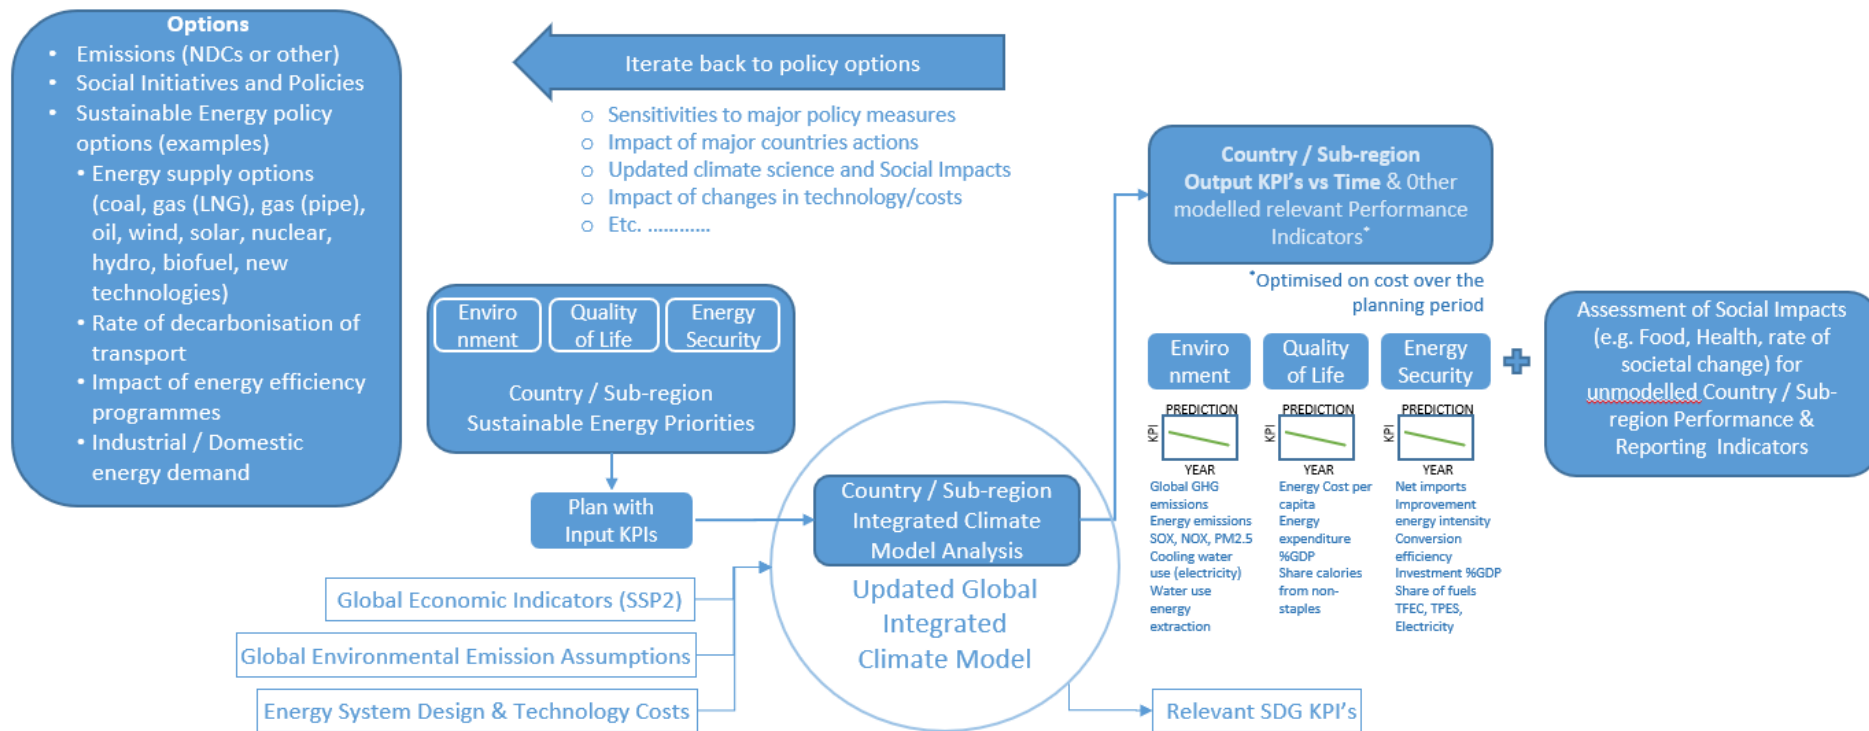 Options
• Emissions (NDCs or other)
• Social Initiatives and Policies
• Sustainable Energy policy
options (examples)
• Energy supply options
(coal, gas (LNG), gas (pipe),
oil, wind, solar, nuclear,
hydro, biofuel, new
technologies)
• Rate of decarbonisation of
transport
• Impact of energy efficiency
programmes
• Industrial / Domestic
energy demand
Iterate back to policy options
○ Sensitivities to major policy measures
○ Impact of major countries actions
○ Updated climate science and Social Impacts
○ Impact of changes in technology/costs
○ Etc. ............
Enviro
nment
Quality
of Life
Energy
Security
Country / Sub-region
Sustainable Energy Priorities
Plan with
Input KPIs
Global Economic Indicators (SSP2)
Global Environmental Emission Assumptions
Energy System Design & Technology Costs
Country / Sub-region
Integrated Climate
Model Analysis
Updated Global
Integrated
Climate Model
Country / Sub-region
Output KPI's vs Time & 0ther
modelled relevant Performance
Indicators*
*Optimised on cost over the
planning period
Enviro
nment
Quality
of Life
Energy
Security
PREDICTION
KPI
YEAR
PREDICTION
KPI
YEAR
PREDICTION
KPI
YEAR
Global GHG
emissions
Energy emissions
SOX, NOX, PM2.5
Cooling water
use (electricity)
Water use
energy
extraction
Energy Cost per
capita
Energy
expenditure
%GDP
Share calories
from non-
staples
Net imports
Improvement
energy intensity
Conversion
efficiency
Investment %GDP
Share of fuels
TFEC, TPES,
Electricity
Assessment of Social Impacts
(e.g. Food, Health, rate of
societal change) for
unmodelled Country / Sub-
region Performance &
Reporting Indicators
Relevant SDG KPI's